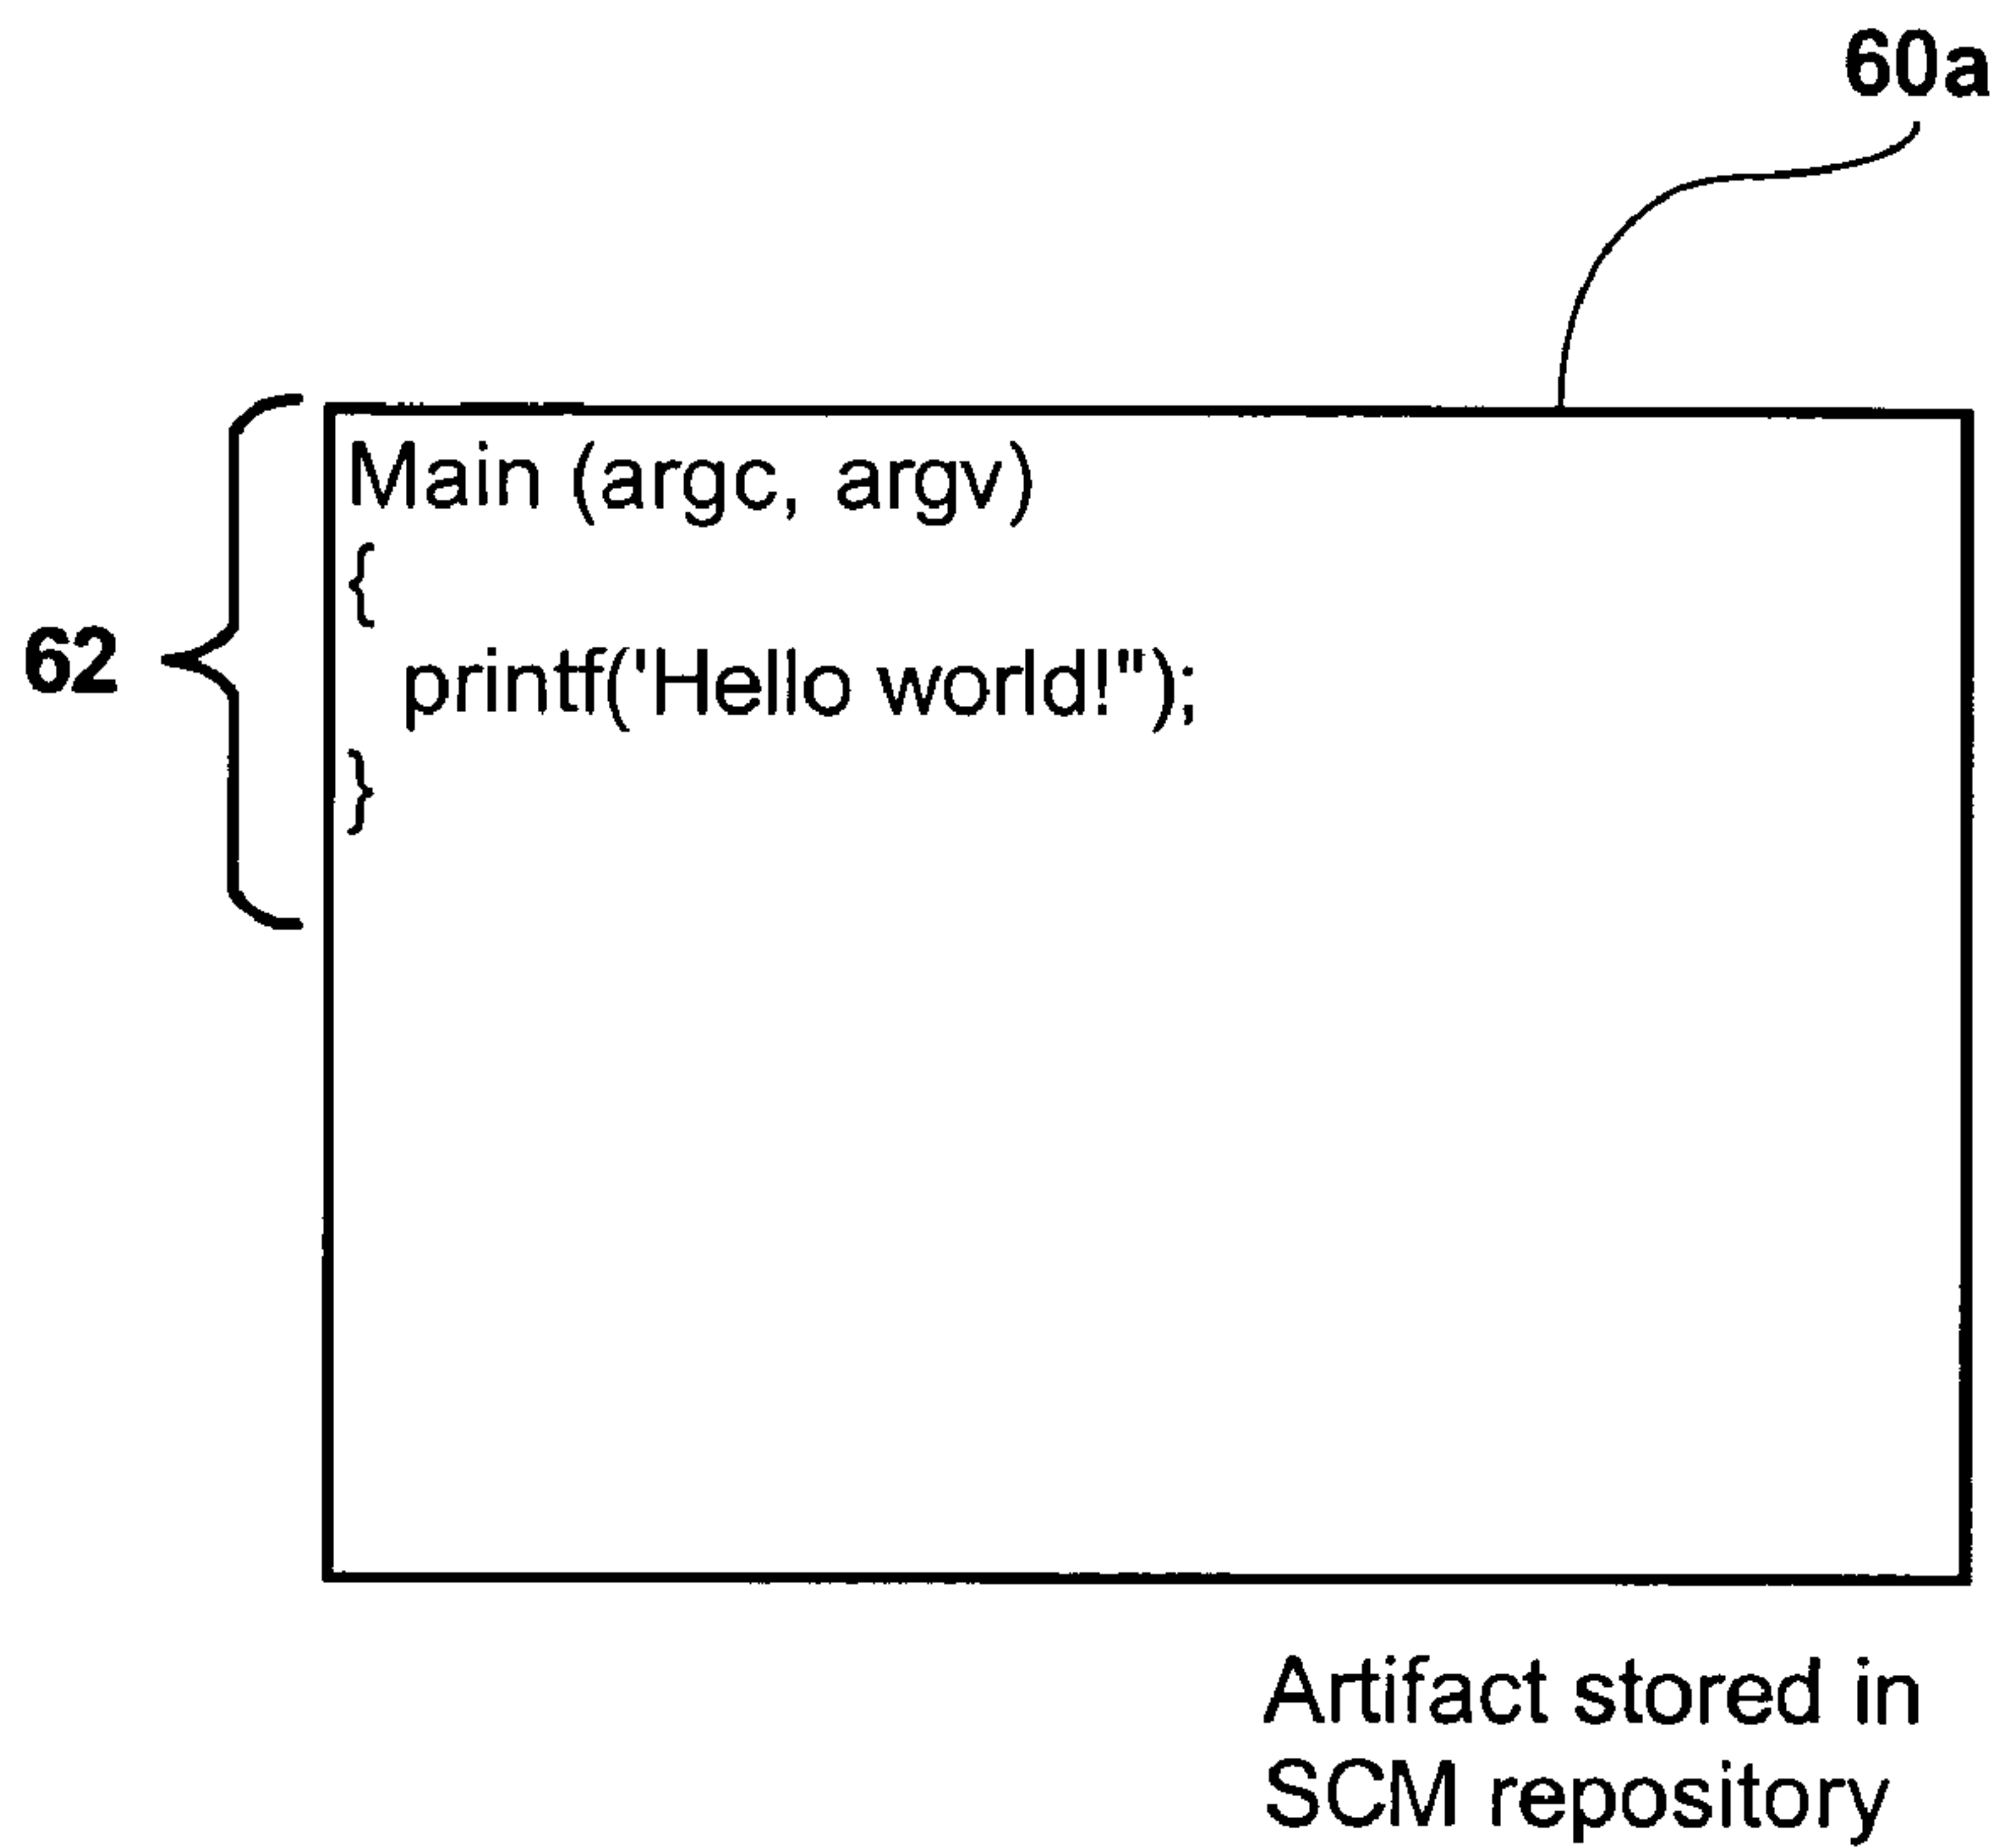 60a
Main (argc, argv)
{
62
printf('Hello world!");
}
Artifact stored in
SCM repository